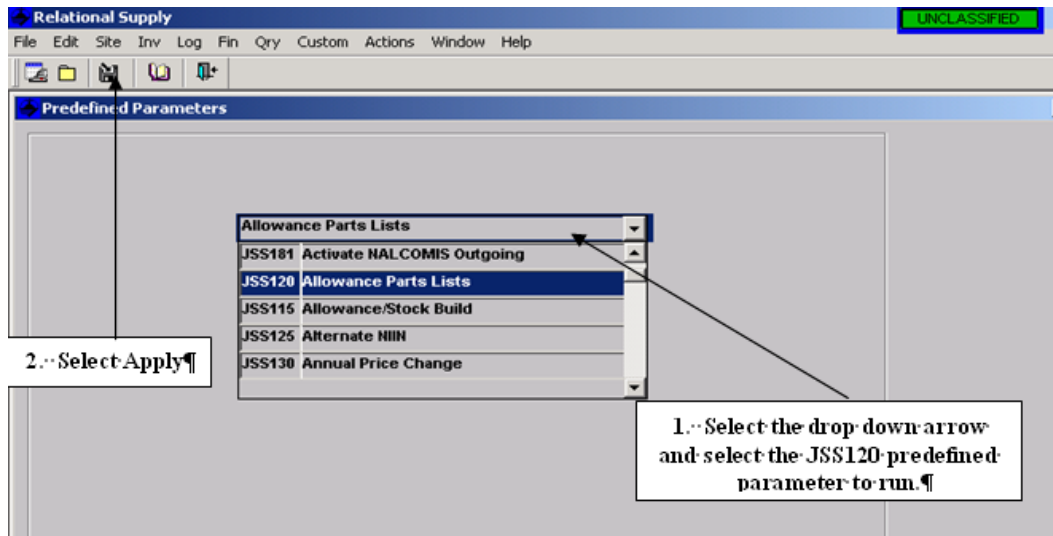 Relational Supply
UNCLASSIFIED
File Edit Site Inv Log Fin Qry Custom Actions Window Help
Predefined Parameters
Allowance Parts Lists
JSS181 Activate NALCOMIS Outgoing
JSS120 Allowance Parts Lists
JSS115 Allowance/Stock Build
JSS125 Alternate NIIN
JSS130 Annual Price Change
2.··Select·Apply¶
1.··Select·the·drop·down·arrow·
and·select·the·JSS120·predefined·
parameter·to·run.¶